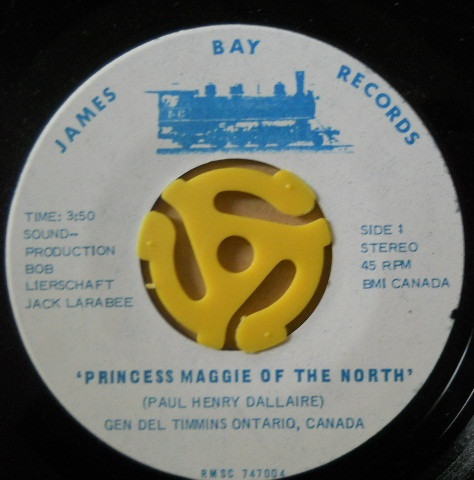 JAMES BAY RECORDS
TIME: 3:50
SOUND-
PRODUCTION
BOB
LIERSCHAFT
JACK LARABEE
SIDE 1
STEREO
45 RPM
BMI CANADA
'PRINCESS MAGGIE OF THE NORTH'
(PAUL HENRY DALLAIRE)
GEN DEL TIMMINS ONTARIO, CANADA
RMSC 747004